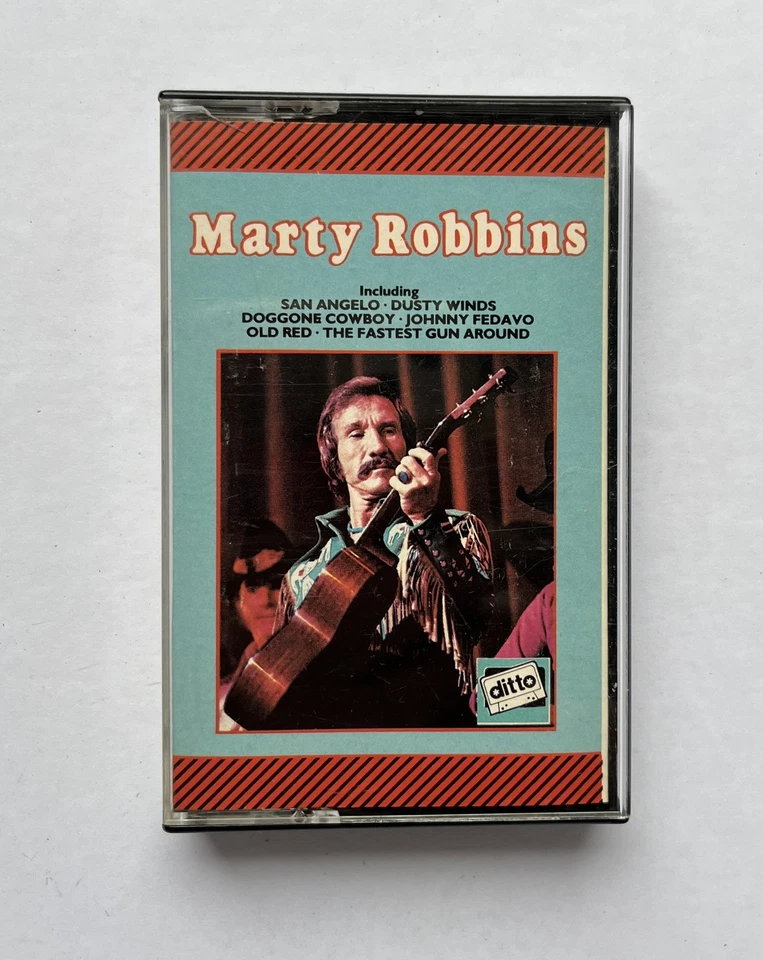 Marty Robbins
Including
SAN ANGELO · DUSTY WINDS
DOGGONE COWBOY · JOHNNY FEDAVO
OLD RED · THE FASTEST GUN AROUND
ditto